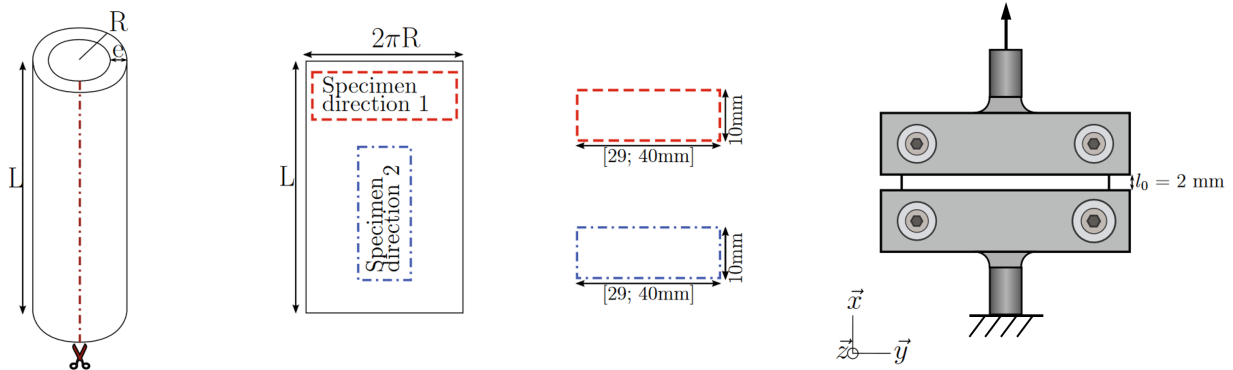 R
e
L
2πR
Specimen
direction 1
L
Specimen
direction 2
[29; 40mm]
10mm
[29; 40mm]
10mm
l₀ = 2 mm
x⃗
z⃗
y⃗